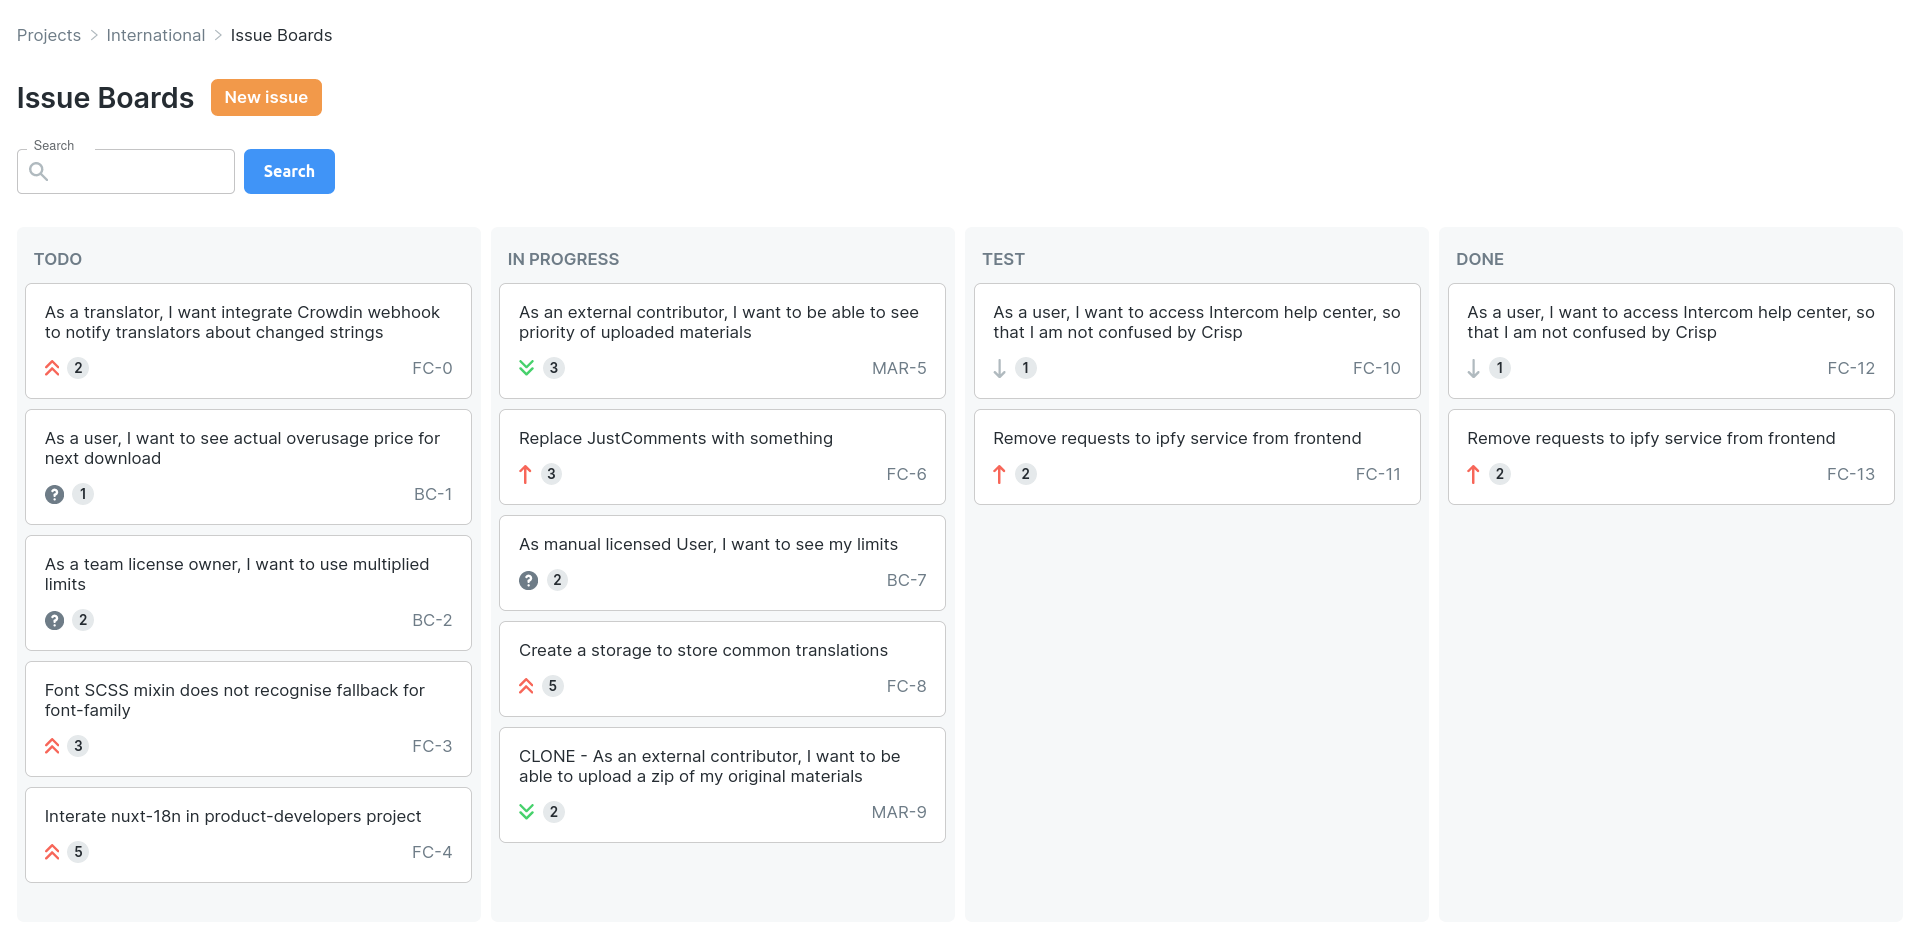 Projects > International > Issue Boards
Issue Boards
New issue
Search
Search
TODO
As a translator, I want integrate Crowdin webhook
to notify translators about changed strings
2
FC-0
As a user, I want to see actual overusage price for
next download
? 1
BC-1
As a team license owner, I want to use multiplied
limits
? 2
BC-2
Font SCSS mixin does not recognise fallback for
font-family
3
FC-3
Interate nuxt-18n in product-developers project
5
FC-4
IN PROGRESS
As an external contributor, I want to be able to see
priority of uploaded materials
3
MAR-5
Replace JustComments with something
3
FC-6
As manual licensed User, I want to see my limits
? 2
BC-7
Create a storage to store common translations
5
FC-8
CLONE - As an external contributor, I want to be
able to upload a zip of my original materials
2
MAR-9
TEST
As a user, I want to access Intercom help center, so
that I am not confused by Crisp
1
FC-10
Remove requests to ipfy service from frontend
2
FC-11
DONE
As a user, I want to access Intercom help center, so
that I am not confused by Crisp
1
FC-12
Remove requests to ipfy service from frontend
2
FC-13